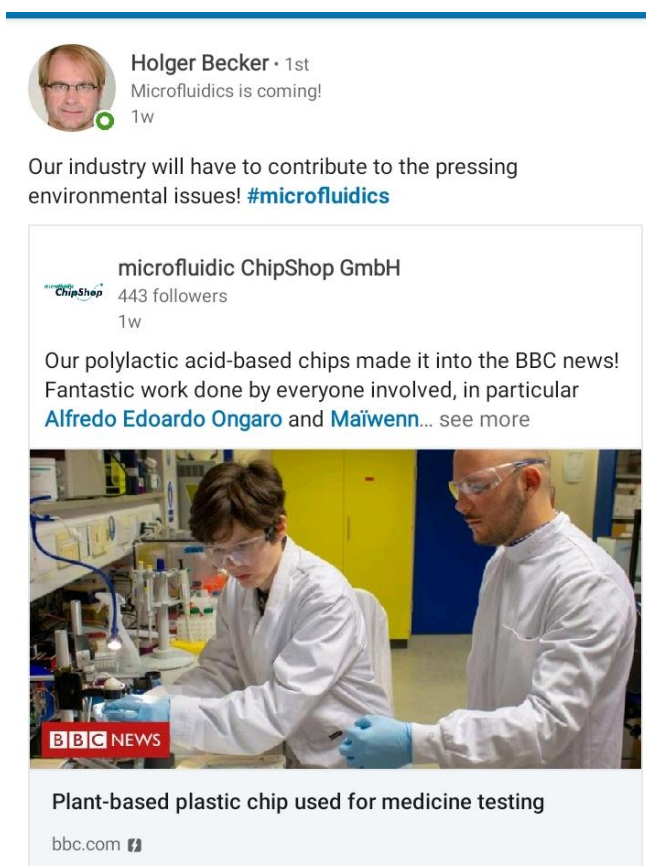 Holger Becker • 1st
Microfluidics is coming!
1w
Our industry will have to contribute to the pressing
environmental issues! #microfluidics
microfluidic ChipShop GmbH
microfluidic
ChipShop
443 followers
1w
Our polylactic acid-based chips made it into the BBC news!
Fantastic work done by everyone involved, in particular
Alfredo Edoardo Ongaro and Maïwenn... see more
BBC NEWS
Plant-based plastic chip used for medicine testing
bbc.com